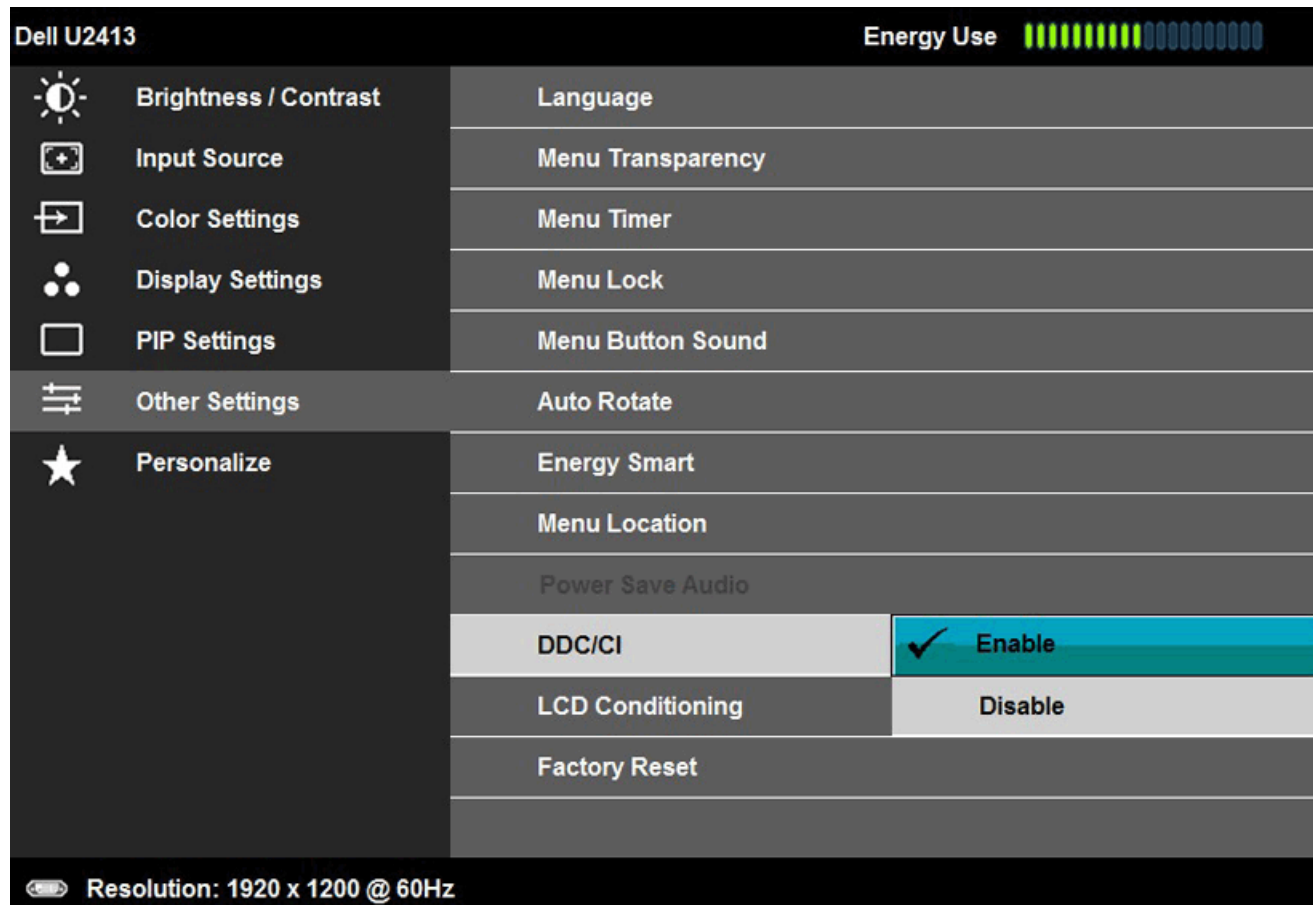 Dell U2413
Energy Use
Brightness / Contrast
Input Source
Color Settings
Display Settings
PIP Settings
Other Settings
Personalize
Language
Menu Transparency
Menu Timer
Menu Lock
Menu Button Sound
Auto Rotate
Energy Smart
Menu Location
Power Save Audio
DDC/CI
Enable
Disable
LCD Conditioning
Factory Reset
Resolution: 1920 x 1200 @ 60Hz